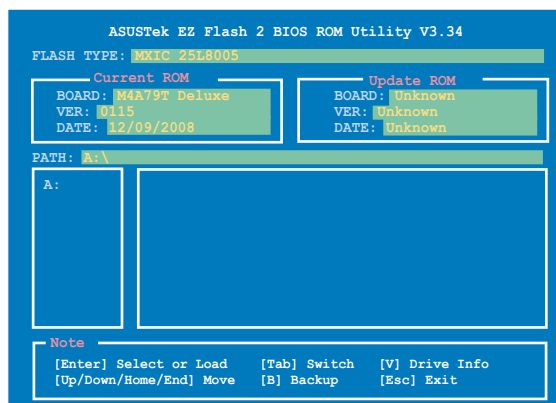 ASUSTek EZ Flash 2 BIOS ROM Utility V3.34
FLASH TYPE: MXIC 25L8005
Current ROM
BOARD: M4A79T Deluxe
VER: 0115
DATE: 12/09/2008
Update ROM
BOARD: Unknown
VER: Unknown
DATE: Unknown
PATH: A:\
A:
Note
[Enter] Select or Load [Tab] Switch [V] Drive Info
[Up/Down/Home/End] Move [B] Backup [Esc] Exit